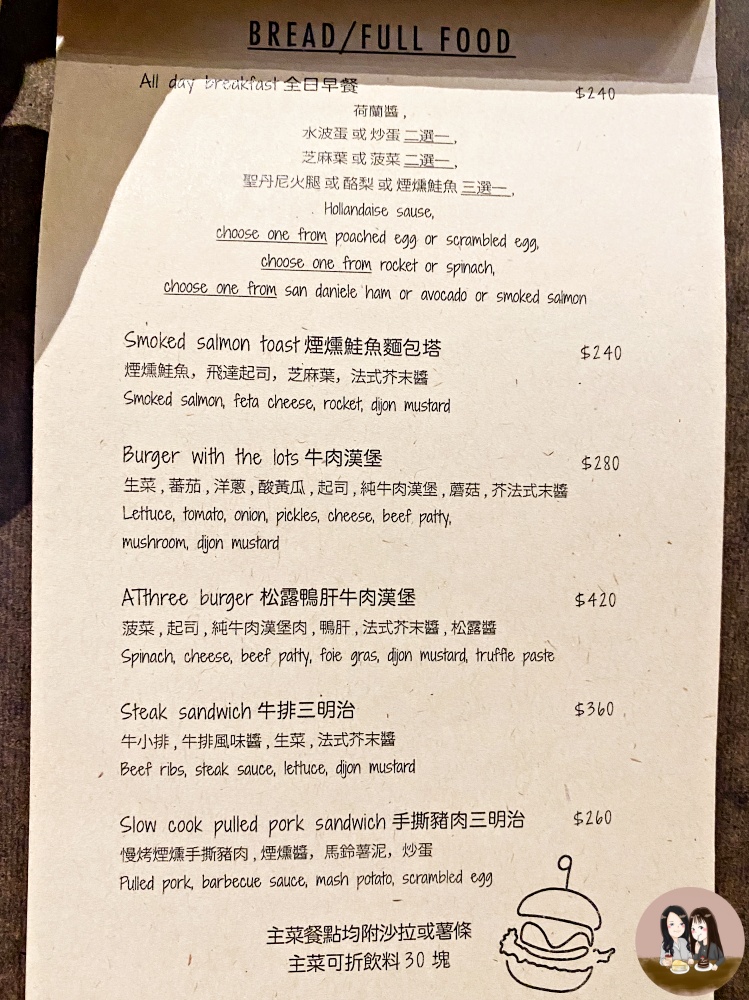 BREAD/FULL FOOD
All day breakfast 全日早餐 $240
荷蘭醬,
水波蛋 或 炒蛋 二選一,
芝麻葉 或 菠菜 二選一,
聖丹尼火腿 或 酪梨 或 煙燻鮭魚 三選一,
Hollandaise sause,
choose one from poached egg or scrambled egg,
choose one from rocket or spinach,
choose one from san daniele ham or avocado or smoked salmon
Smoked salmon toast 煙燻鮭魚麵包塔 $240
煙燻鮭魚，飛達起司，芝麻葉，法式芥末醬
Smoked salmon, feta cheese, rocket, dijon mustard
Burger with the lots 牛肉漢堡 $280
生菜，蕃茄，洋蔥，酸黃瓜，起司，純牛肉漢堡，蘑菇，芥法式末醬
Lettuce, tomato, onion, pickles, cheese, beef patty,
mushroom, dijon mustard
ATthree burger 松露鴨肝牛肉漢堡 $420
菠菜，起司，純牛肉漢堡肉，鴨肝，法式芥末醬，松露醬
Spinach, cheese, beef patty, foie gras, dijon mustard, truffle paste
Steak sandwich 牛排三明治 $360
牛小排，牛排風味醬，生菜，法式芥末醬
Beef ribs, steak sauce, lettuce, dijon mustard
Slow cook pulled pork sandwich 手撕豬肉三明治 $260
慢烤煙燻手撕豬肉，煙燻醬，馬鈴薯泥，炒蛋
Pulled pork, barbecue sauce, mash potato, scrambled egg
主菜餐點均附沙拉或薯條
主菜可折飲料 30 塊